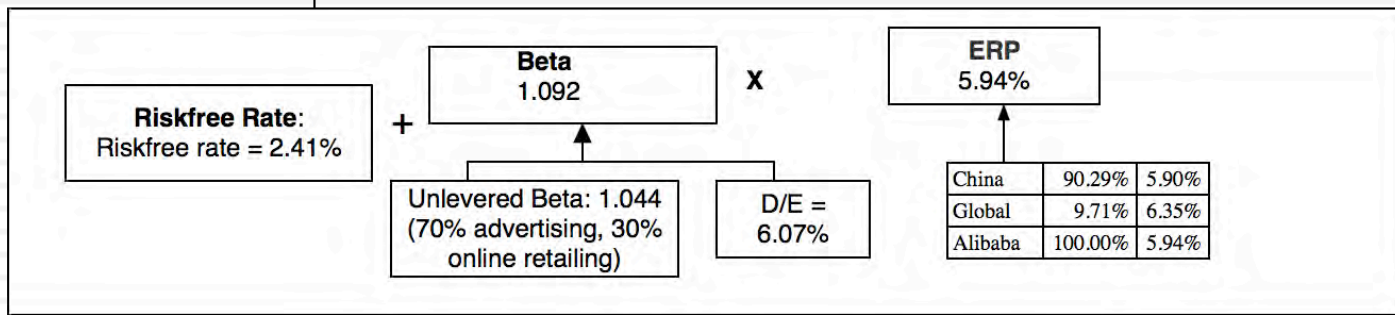 Riskfree Rate:
Riskfree rate = 2.41%
+
Beta
1.092
X
ERP
5.94%
Unlevered Beta: 1.044
(70% advertising, 30%
online retailing)
D/E =
6.07%
China 90.29% 5.90%
Global 9.71% 6.35%
Alibaba 100.00% 5.94%